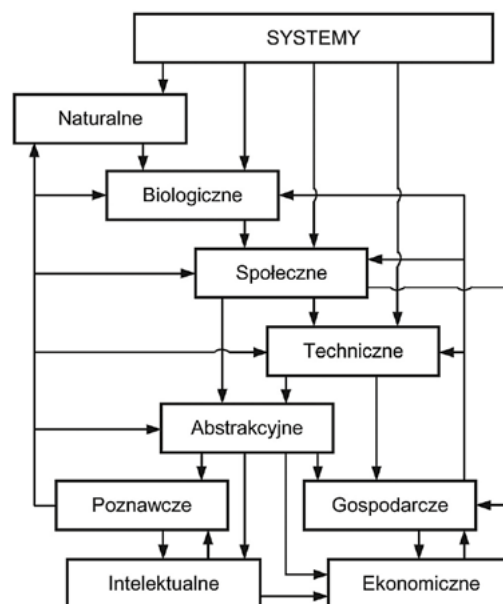 SYSTEMY
Naturalne
Biologiczne
Społeczne
Techniczne
Abstrakcyjne
Poznawcze
Gospodarcze
Intelektualne
Ekonomiczne